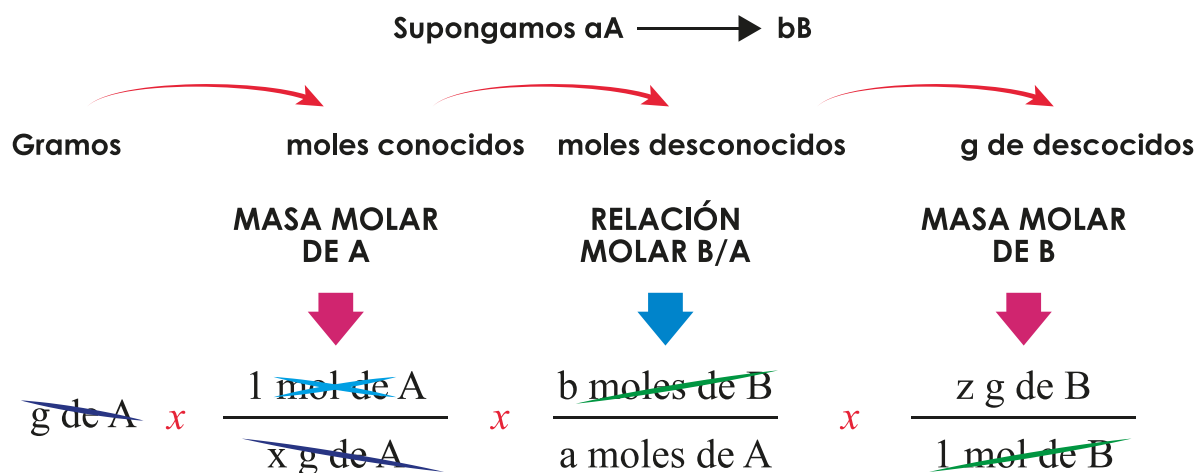 Supongamos aA bB
Gramos moles conocidos moles desconocidos g de descocidos
MASA MOLAR DE A
RELACIÓN MOLAR B/A
MASA MOLAR DE B
g de A x 1 mol de A x b moles de B x z g de B
x g de A a moles de A 1 mol de B